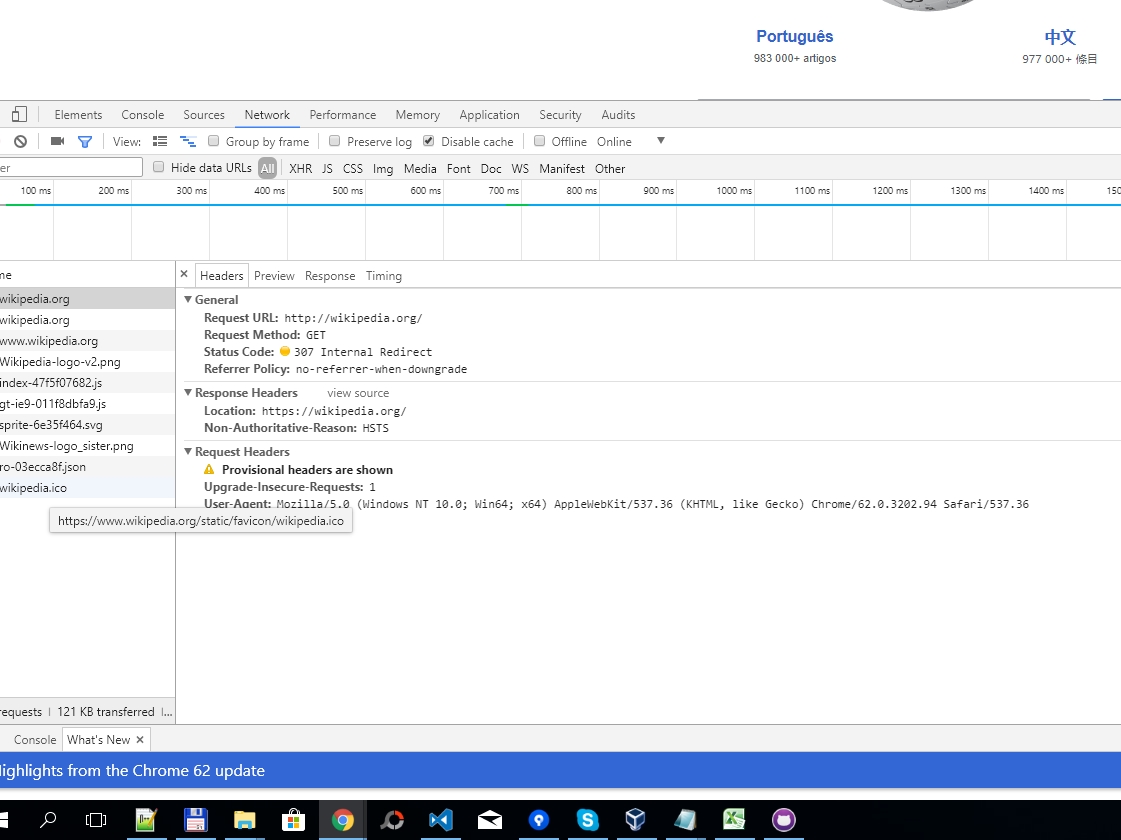 Português
983 000+ artigos
中文
977 000+ 條目
Elements Console Sources Network Performance Memory Application Security Audits
View: Group by frame Preserve log Disable cache Offline Online
er Hide data URLs All XHR JS CSS Img Media Font Doc WS Manifest Other
100 ms 200 ms 300 ms 400 ms 500 ms 600 ms 700 ms 800 ms 900 ms 1000 ms 1100 ms 1200 ms 1300 ms 1400 ms 150
me
wikipedia.org
wikipedia.org
www.wikipedia.org
Wikipedia-logo-v2.png
index-47f5f07682.js
gt-ie9-011f8dbfa9.js
sprite-6e35f464.svg
Wikinews-logo_sister.png
ro-03ecca8f.json
wikipedia.ico
https://www.wikipedia.org/static/favicon/wikipedia.ico
× Headers Preview Response Timing
General
Request URL: http://wikipedia.org/
Request Method: GET
Status Code: 307 Internal Redirect
Referrer Policy: no-referrer-when-downgrade
Response Headers view source
Location: https://wikipedia.org/
Non-Authoritative-Reason: HSTS
Request Headers
Provisional headers are shown
Upgrade-Insecure-Requests: 1
User-Agent: Mozilla/5.0 (Windows NT 10.0; Win64; x64) AppleWebKit/537.36 (KHTML, like Gecko) Chrome/62.0.3202.94 Safari/537.36
requests | 121 KB transferred | ...
Console What's New ×
Highlights from the Chrome 62 update